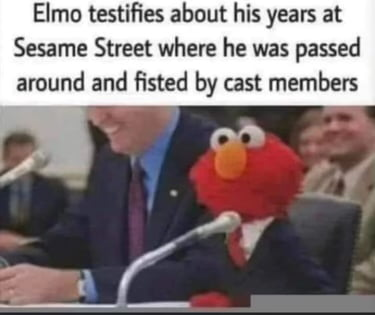 Elmo testifies about his years at
Sesame Street where he was passed
around and fisted by cast members